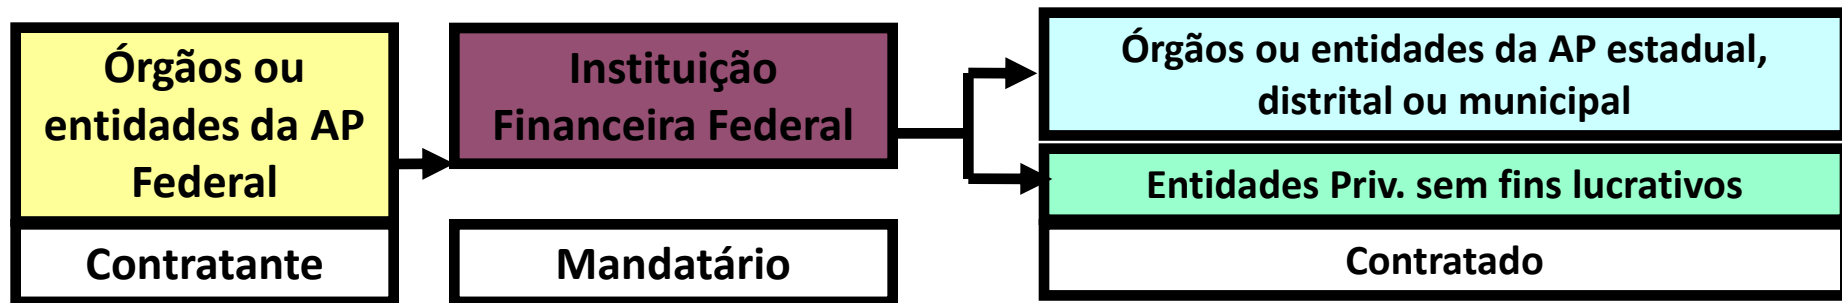 Órgãos ou
entidades da AP
Federal
Contratante
Instituição
Financeira Federal
Mandatário
Órgãos ou entidades da AP estadual,
distrital ou municipal
Entidades Priv. sem fins lucrativos
Contratado